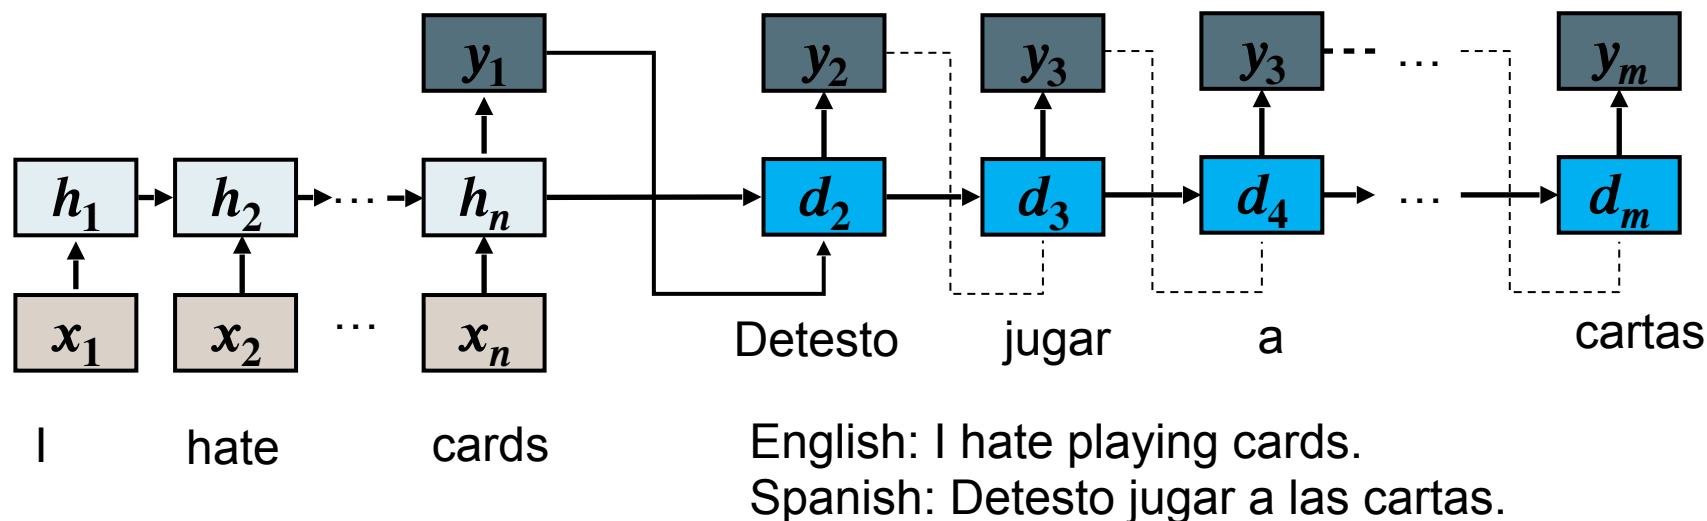 y₁ y₂ y₃ y₃ ... yₘ
h₁ h₂ ... hₙ d₂ d₃ d₄ ... dₘ
x₁ x₂ ... xₙ
Detesto jugar a cartas
I hate cards
English: I hate playing cards.
Spanish: Detesto jugar a las cartas.